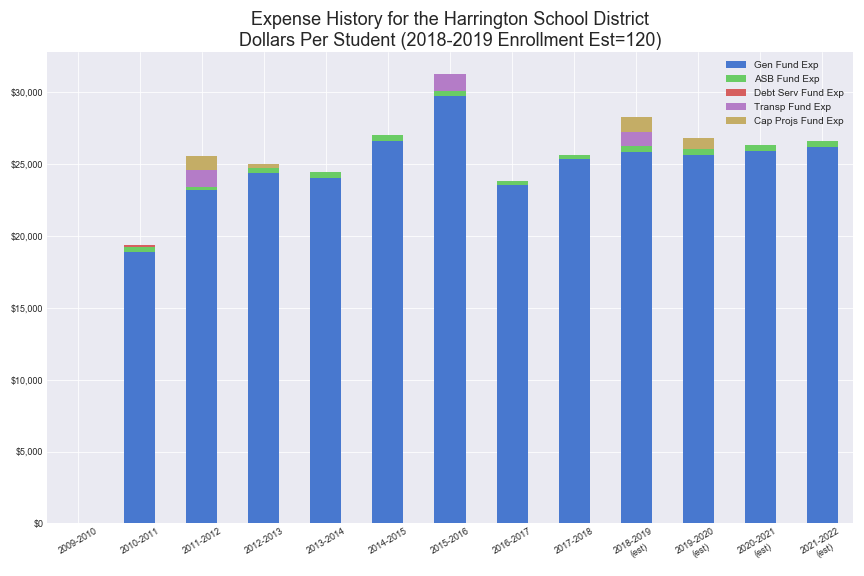 Expense History for the Harrington School District
Dollars Per Student (2018-2019 Enrollment Est=120)
Gen Fund Exp
ASB Fund Exp
Debt Serv Fund Exp
Transp Fund Exp
Cap Projs Fund Exp
$30,000
$25,000
$20,000
$15,000
$10,000
$5,000
$0
2009-2010
2010-2011
2011-2012
2012-2013
2013-2014
2014-2015
2015-2016
2016-2017
2017-2018
2018-2019
(est)
2019-2020
(est)
2020-2021
(est)
2021-2022
(est)